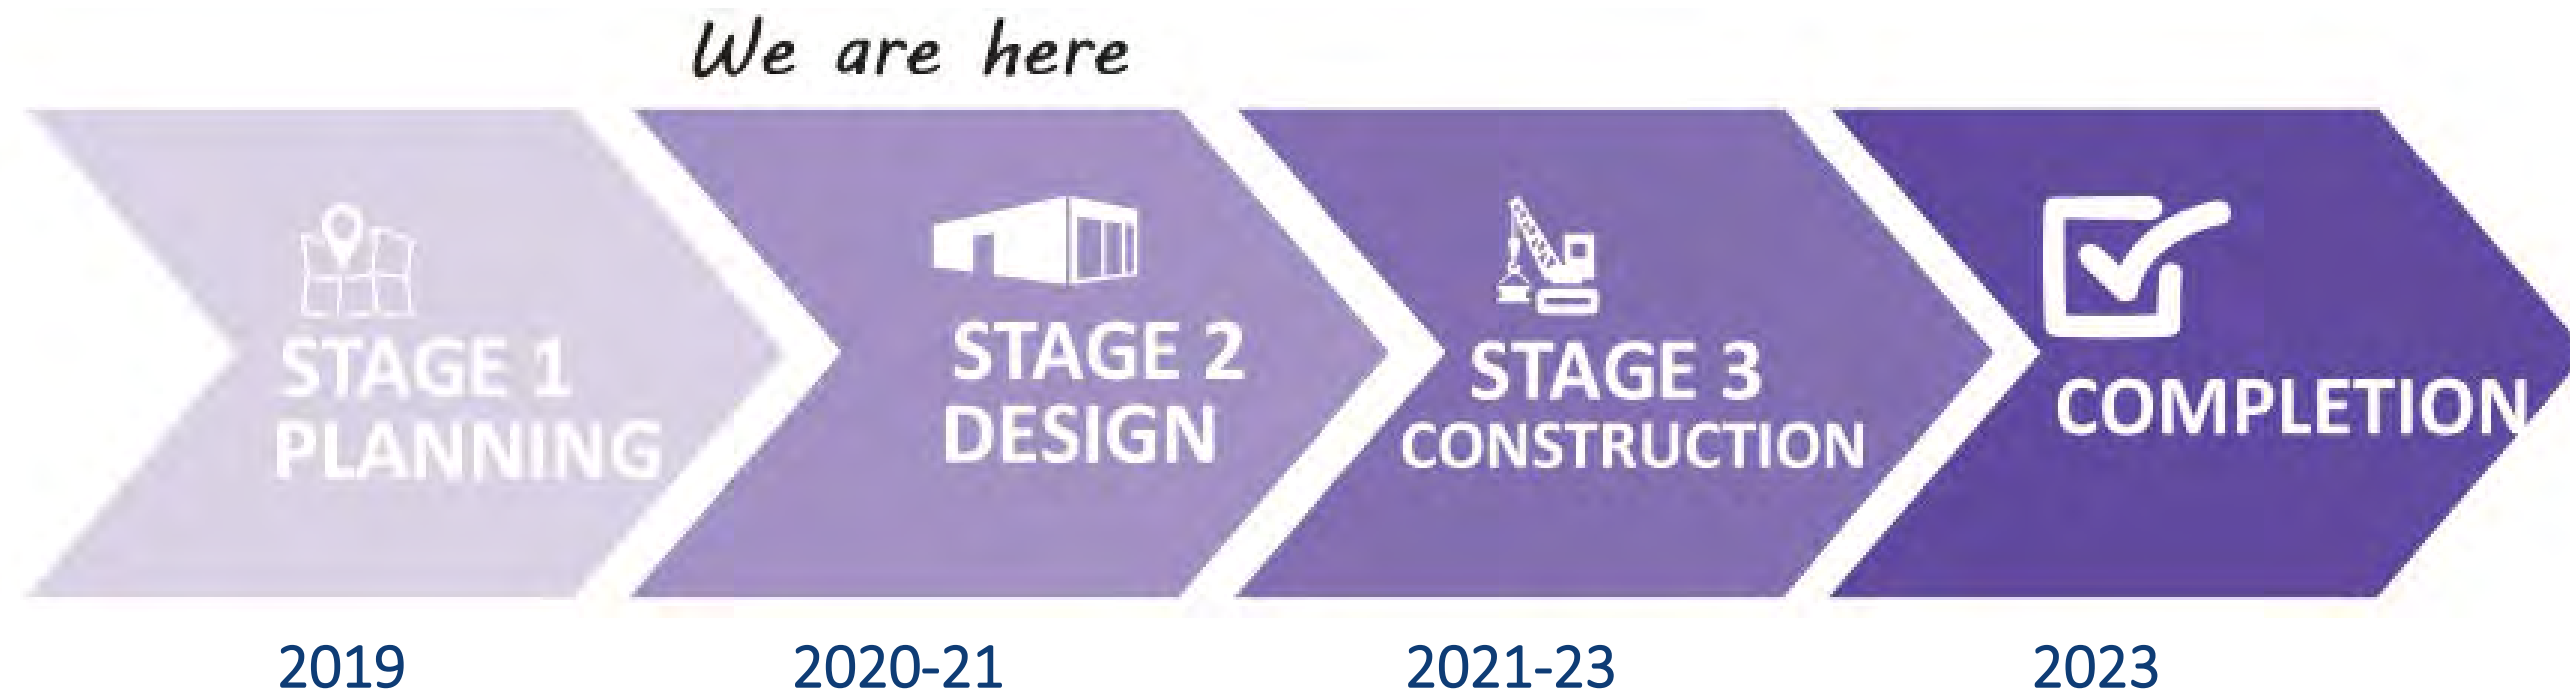 We are here
STAGE 1
PLANNING
STAGE 2
DESIGN
STAGE 3
CONSTRUCTION
COMPLETION
2019
2020-21
2021-23
2023